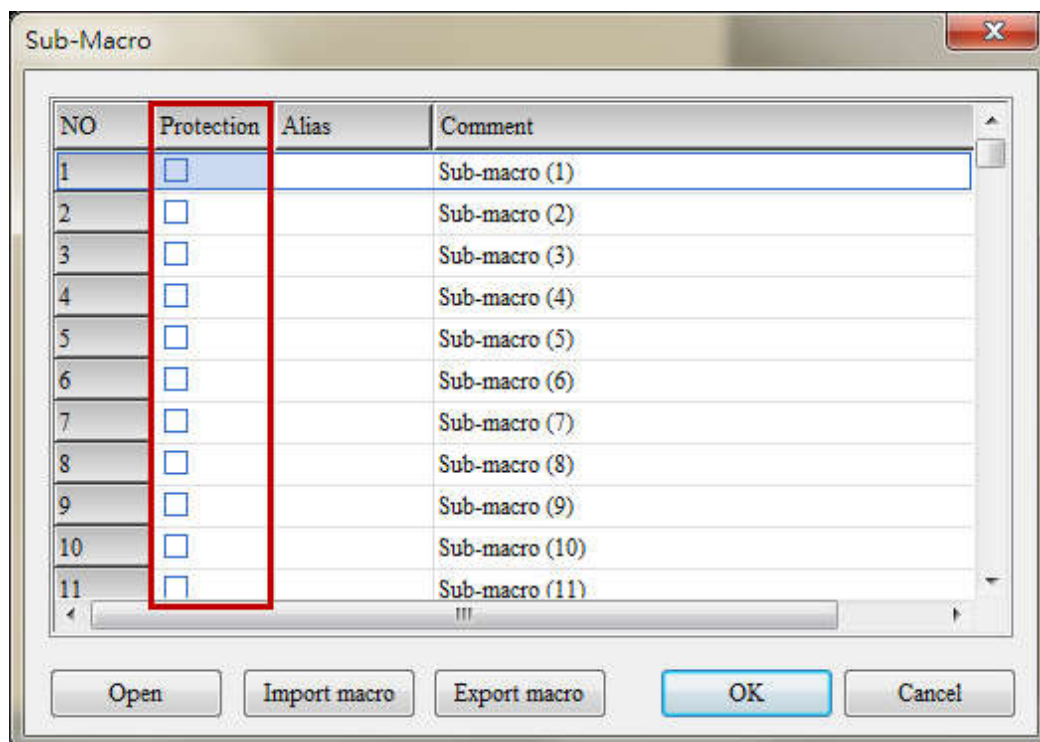 Sub-Macro
NO Protection Alias Comment
1 Sub-macro (1)
2 Sub-macro (2)
3 Sub-macro (3)
4 Sub-macro (4)
5 Sub-macro (5)
6 Sub-macro (6)
7 Sub-macro (7)
8 Sub-macro (8)
9 Sub-macro (9)
10 Sub-macro (10)
11 Sub-macro (11)
Open Import macro Export macro OK Cancel